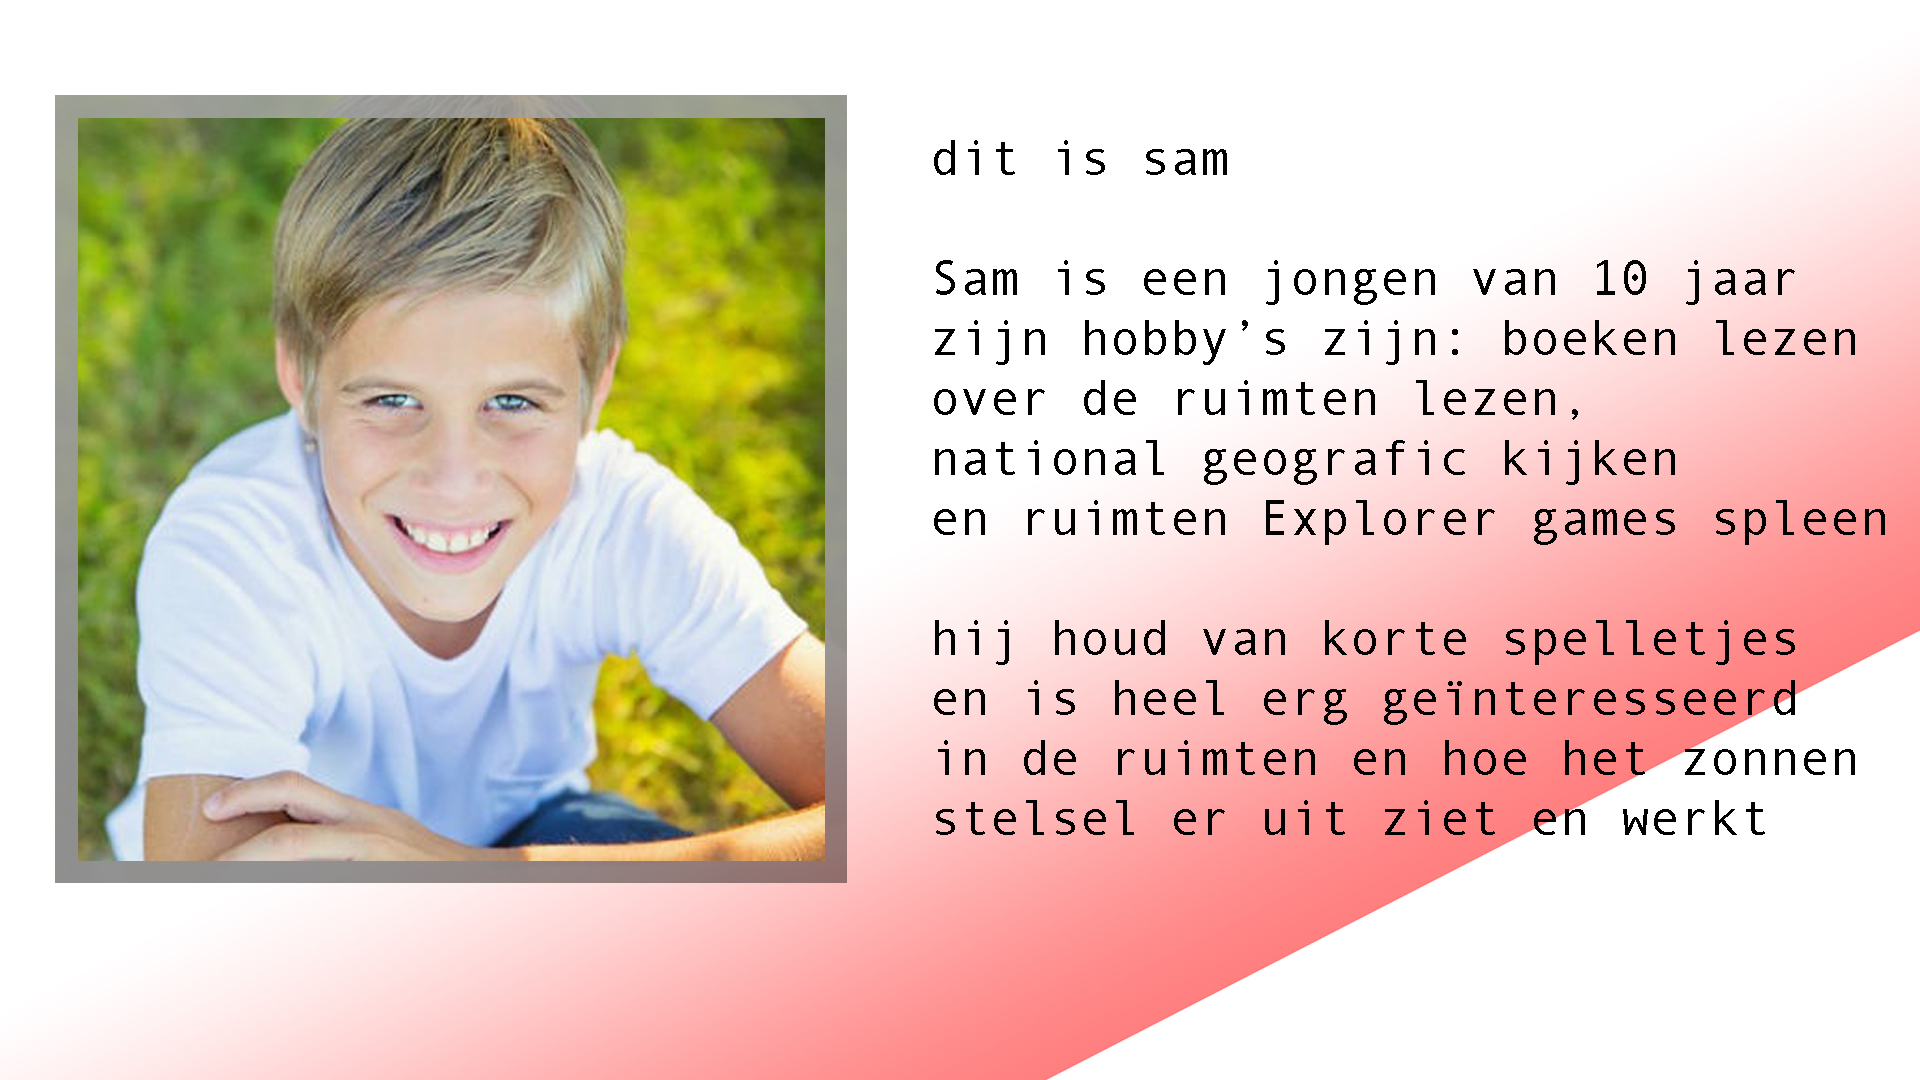 dit is sam
Sam is een jongen van 10 jaar
zijn hobby’s zijn: boeken lezen
over de ruimten lezen,
national geografic kijken
en ruimten Explorer games spleen
hij houd van korte spelletjes
en is heel erg geïnteresseerd
in de ruimten en hoe het zonnen
stelsel er uit ziet en werkt